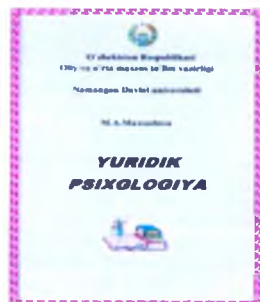 O'zbekiston Respublikasi
Oliy va o'rta maxsus ta'lim vazirligi
Namangan Davlat universiteti
YURIDIK
PSIXOLOGIYA